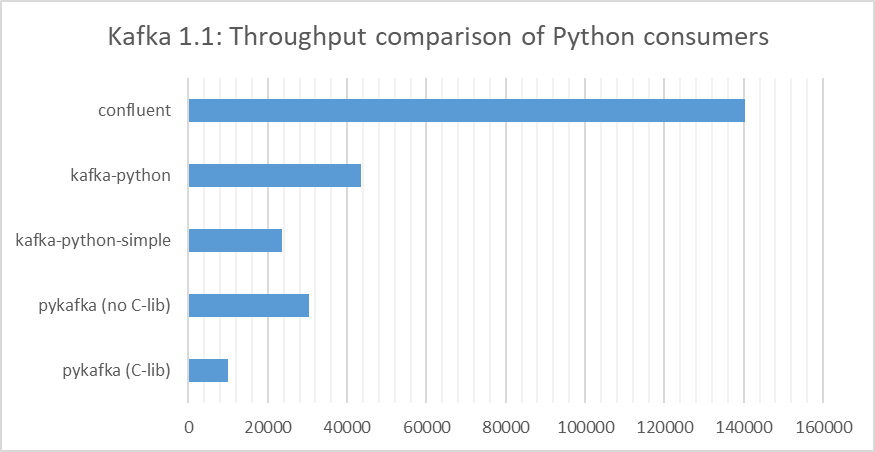 Kafka 1.1: Throughput comparison of Python consumers
confluent
kafka-python
kafka-python-simple
pykafka (no C-lib)
pykafka (C-lib)
0 20000 40000 60000 80000 100000 120000 140000 160000